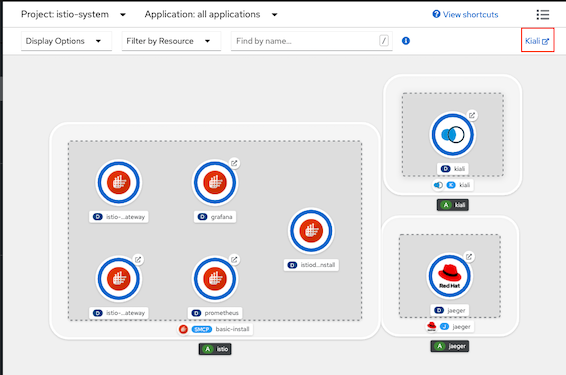 Project: istio-system
Application: all applications
View shortcuts
Display Options
Filter by Resource
Find by name...
/
Kiali
D kiali
K kiali
A kiali
D istio-...ateway
D grafana
D istiod...nstall
D istio-...ateway
D prometheus
SMCP basic-install
A istio
Red Hat
D jaeger
J jaeger
A jaeger